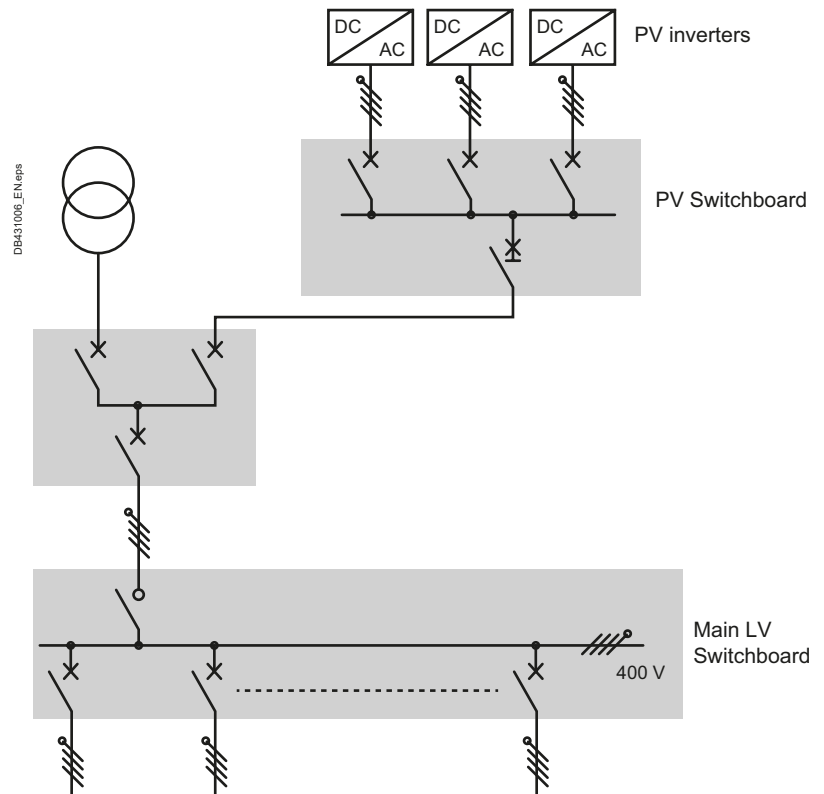 DC
AC
DC
AC
DC
AC
PV inverters
PV Switchboard
DB431006_EN.eps
Main LV
Switchboard
400 V